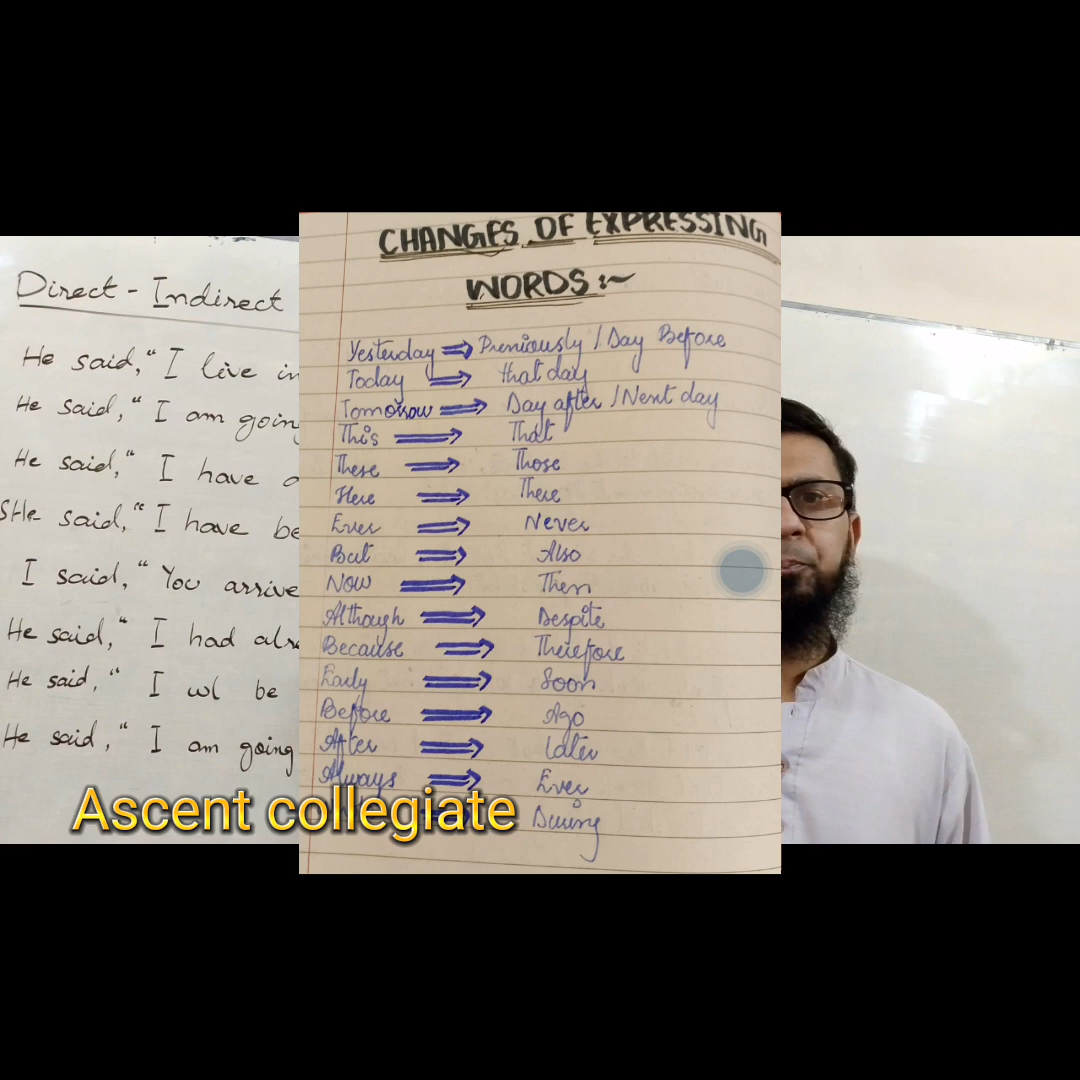 Direct - Indirect
He said, "I live in
He said, " I am going
He said, " I have
SHe said, "I have be
I said, " You arrive
He said, " I had alr
He said, " I wl be
He said, " I am going
CHANGES OF EXPRESSING
WORDS :~
Yesterday ⇒ Previously / Day Before
Today ⇒ that day
Tomorrow ⇒ Day after / Next day
This ⇒ That
These ⇒ Those
Here ⇒ There
Ever ⇒ Never
But ⇒ Also
Now ⇒ Then
Although ⇒ Despite
Because ⇒ Therefore
Early ⇒ Soon
Before ⇒ Ago
After ⇒ later
Always ⇒ Ever
⇒ During
Ascent collegiate